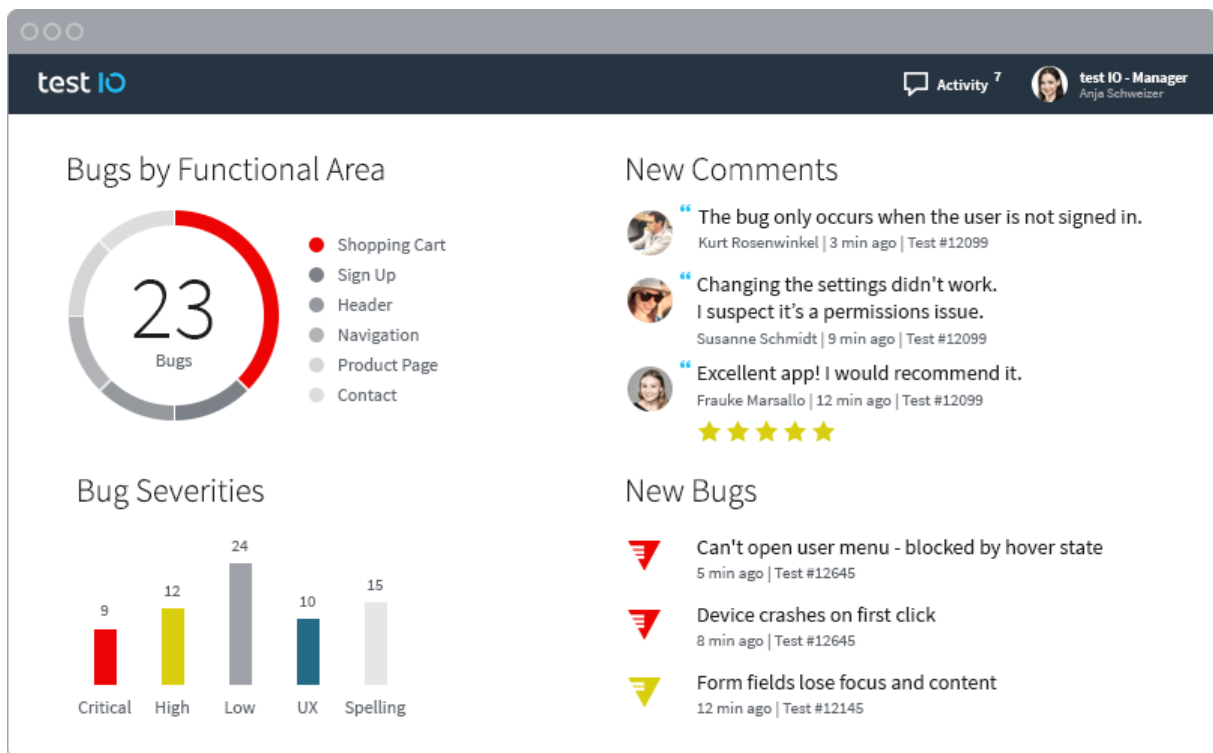 test IO
Activity 7
test IO - Manager
Anja Schweizer
Bugs by Functional Area
23
Bugs
Shopping Cart
Sign Up
Header
Navigation
Product Page
Contact
New Comments
“ The bug only occurs when the user is not signed in.
Kurt Rosenwinkel | 3 min ago | Test #12099
“ Changing the settings didn't work.
I suspect it’s a permissions issue.
Susanne Schmidt | 9 min ago | Test #12099
“ Excellent app! I would recommend it.
Frauke Marsallo | 12 min ago | Test #12099
Bug Severities
9
12
24
10
15
Critical
High
Low
UX
Spelling
New Bugs
Can't open user menu - blocked by hover state
5 min ago | Test #12645
Device crashes on first click
8 min ago | Test #12645
Form fields lose focus and content
12 min ago | Test #12145